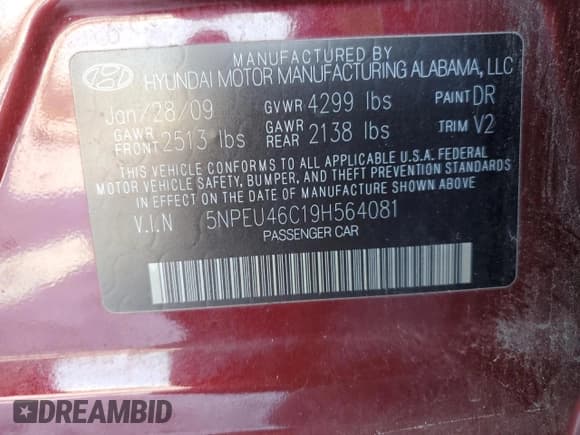 MANUFACTURED BY
HYUNDAI MOTOR MANUFACTURING ALABAMA, LLC
Jan/28/09 GVWR 4299 lbs PAINT DR
GAWR FRONT 2513 lbs GAWR REAR 2138 lbs TRIM V2
THIS VEHICLE CONFORMS TO ALL APPLICABLE U.S.A. FEDERAL
MOTOR VEHICLE SAFETY, BUMPER, AND THEFT PREVENTION
STANDARDS IN EFFECT ON THE DATE OF MANUFACTURE SHOWN ABOVE
V.I.N 5NPEU46C19H564081
PASSENGER CAR
DREAMBID